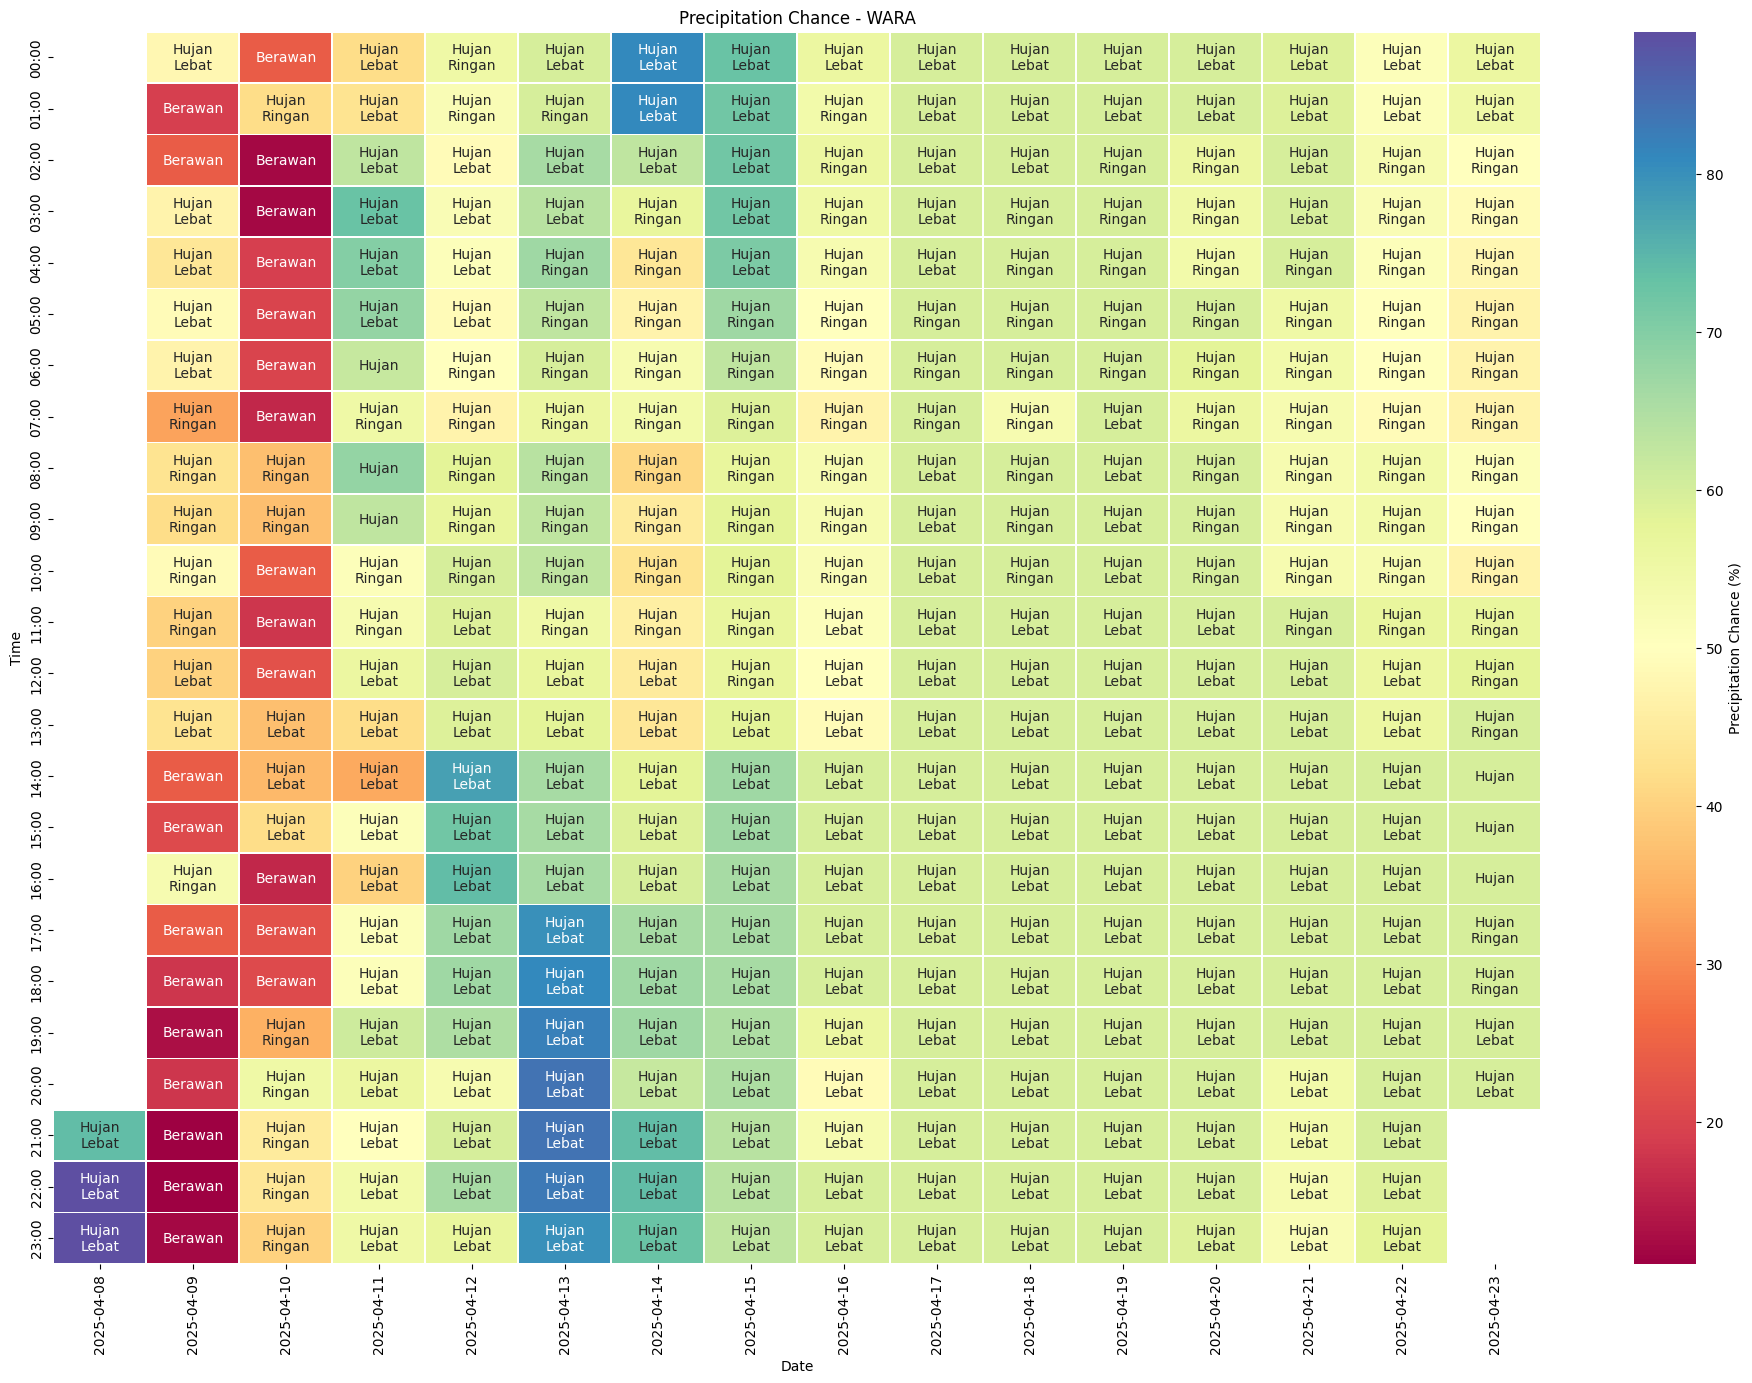 Precipitation Chance - WARA
00:00 Hujan Lebat Berawan Hujan Lebat Hujan Ringan Hujan Lebat Hujan Lebat Hujan Lebat Hujan Lebat Hujan Lebat Hujan Lebat Hujan Lebat Hujan Lebat Hujan Lebat Hujan Lebat Hujan Lebat
01:00 Berawan Hujan Ringan Hujan Lebat Hujan Ringan Hujan Ringan Hujan Lebat Hujan Lebat Hujan Ringan Hujan Lebat Hujan Lebat Hujan Lebat Hujan Lebat Hujan Lebat Hujan Lebat Hujan Lebat
02:00 Berawan Berawan Hujan Lebat Hujan Lebat Hujan Lebat Hujan Lebat Hujan Lebat Hujan Ringan Hujan Lebat Hujan Lebat Hujan Ringan Hujan Ringan Hujan Lebat Hujan Ringan Hujan Ringan
03:00 Hujan Lebat Berawan Hujan Lebat Hujan Lebat Hujan Lebat Hujan Ringan Hujan Lebat Hujan Ringan Hujan Lebat Hujan Ringan Hujan Ringan Hujan Ringan Hujan Lebat Hujan Ringan Hujan Ringan
04:00 Hujan Lebat Berawan Hujan Lebat Hujan Lebat Hujan Ringan Hujan Ringan Hujan Lebat Hujan Ringan Hujan Lebat Hujan Ringan Hujan Ringan Hujan Ringan Hujan Ringan Hujan Ringan Hujan Ringan
05:00 Hujan Lebat Berawan Hujan Lebat Hujan Lebat Hujan Ringan Hujan Ringan Hujan Ringan Hujan Ringan Hujan Ringan Hujan Ringan Hujan Ringan Hujan Ringan Hujan Ringan Hujan Ringan Hujan Ringan
06:00 Hujan Lebat Berawan Hujan Hujan Ringan Hujan Ringan Hujan Ringan Hujan Ringan Hujan Ringan Hujan Ringan Hujan Ringan Hujan Ringan Hujan Ringan Hujan Ringan Hujan Ringan Hujan Ringan
07:00 Hujan Ringan Berawan Hujan Ringan Hujan Ringan Hujan Ringan Hujan Ringan Hujan Ringan Hujan Ringan Hujan Ringan Hujan Ringan Hujan Lebat Hujan Ringan Hujan Ringan Hujan Ringan Hujan Ringan
08:00 Hujan Ringan Hujan Ringan Hujan Hujan Ringan Hujan Ringan Hujan Ringan Hujan Ringan Hujan Ringan Hujan Lebat Hujan Ringan Hujan Lebat Hujan Ringan Hujan Ringan Hujan Ringan Hujan Ringan
09:00 Hujan Ringan Hujan Ringan Hujan Hujan Ringan Hujan Ringan Hujan Ringan Hujan Ringan Hujan Ringan Hujan Lebat Hujan Ringan Hujan Lebat Hujan Ringan Hujan Ringan Hujan Ringan Hujan Ringan
10:00 Hujan Ringan Berawan Hujan Ringan Hujan Ringan Hujan Ringan Hujan Ringan Hujan Ringan Hujan Ringan Hujan Lebat Hujan Ringan Hujan Lebat Hujan Ringan Hujan Ringan Hujan Ringan Hujan Ringan
11:00 Hujan Ringan Berawan Hujan Ringan Hujan Lebat Hujan Ringan Hujan Ringan Hujan Ringan Hujan Lebat Hujan Lebat Hujan Lebat Hujan Lebat Hujan Lebat Hujan Ringan Hujan Ringan Hujan Ringan
12:00 Hujan Lebat Berawan Hujan Lebat Hujan Lebat Hujan Lebat Hujan Lebat Hujan Ringan Hujan Lebat Hujan Lebat Hujan Lebat Hujan Lebat Hujan Lebat Hujan Lebat Hujan Lebat Hujan Ringan
13:00 Hujan Lebat Hujan Lebat Hujan Lebat Hujan Lebat Hujan Lebat Hujan Lebat Hujan Lebat Hujan Lebat Hujan Lebat Hujan Lebat Hujan Lebat Hujan Lebat Hujan Lebat Hujan Lebat Hujan Ringan
14:00 Berawan Hujan Lebat Hujan Lebat Hujan Lebat Hujan Lebat Hujan Lebat Hujan Lebat Hujan Lebat Hujan Lebat Hujan Lebat Hujan Lebat Hujan Lebat Hujan Lebat Hujan Lebat Hujan
15:00 Berawan Hujan Lebat Hujan Lebat Hujan Lebat Hujan Lebat Hujan Lebat Hujan Lebat Hujan Lebat Hujan Lebat Hujan Lebat Hujan Lebat Hujan Lebat Hujan Lebat Hujan Lebat Hujan
16:00 Hujan Ringan Berawan Hujan Lebat Hujan Lebat Hujan Lebat Hujan Lebat Hujan Lebat Hujan Lebat Hujan Lebat Hujan Lebat Hujan Lebat Hujan Lebat Hujan Lebat Hujan Lebat Hujan
17:00 Berawan Berawan Hujan Lebat Hujan Lebat Hujan Lebat Hujan Lebat Hujan Lebat Hujan Lebat Hujan Lebat Hujan Lebat Hujan Lebat Hujan Lebat Hujan Lebat Hujan Lebat Hujan Ringan
18:00 Berawan Berawan Hujan Lebat Hujan Lebat Hujan Lebat Hujan Lebat Hujan Lebat Hujan Lebat Hujan Lebat Hujan Lebat Hujan Lebat Hujan Lebat Hujan Lebat Hujan Lebat Hujan Ringan
19:00 Berawan Hujan Ringan Hujan Lebat Hujan Lebat Hujan Lebat Hujan Lebat Hujan Lebat Hujan Lebat Hujan Lebat Hujan Lebat Hujan Lebat Hujan Lebat Hujan Lebat Hujan Lebat Hujan Lebat
20:00 Berawan Hujan Ringan Hujan Lebat Hujan Lebat Hujan Lebat Hujan Lebat Hujan Lebat Hujan Lebat Hujan Lebat Hujan Lebat Hujan Lebat Hujan Lebat Hujan Lebat Hujan Lebat Hujan Lebat
21:00 Hujan Lebat Berawan Hujan Ringan Hujan Lebat Hujan Lebat Hujan Lebat Hujan Lebat Hujan Lebat Hujan Lebat Hujan Lebat Hujan Lebat Hujan Lebat Hujan Lebat Hujan Lebat Hujan Lebat
22:00 Hujan Lebat Berawan Hujan Ringan Hujan Lebat Hujan Lebat Hujan Lebat Hujan Lebat Hujan Lebat Hujan Lebat Hujan Lebat Hujan Lebat Hujan Lebat Hujan Lebat Hujan Lebat Hujan Lebat
23:00 Hujan Lebat Berawan Hujan Ringan Hujan Lebat Hujan Lebat Hujan Lebat Hujan Lebat Hujan Lebat Hujan Lebat Hujan Lebat Hujan Lebat Hujan Lebat Hujan Lebat Hujan Lebat Hujan Lebat
Time
2025-04-08
2025-04-09
2025-04-10
2025-04-11
2025-04-12
2025-04-13
2025-04-14
2025-04-15
2025-04-16
2025-04-17
2025-04-18
2025-04-19
2025-04-20
2025-04-21
2025-04-22
2025-04-23
Date
80
70
60
50
40
30
20
Precipitation Chance (%)